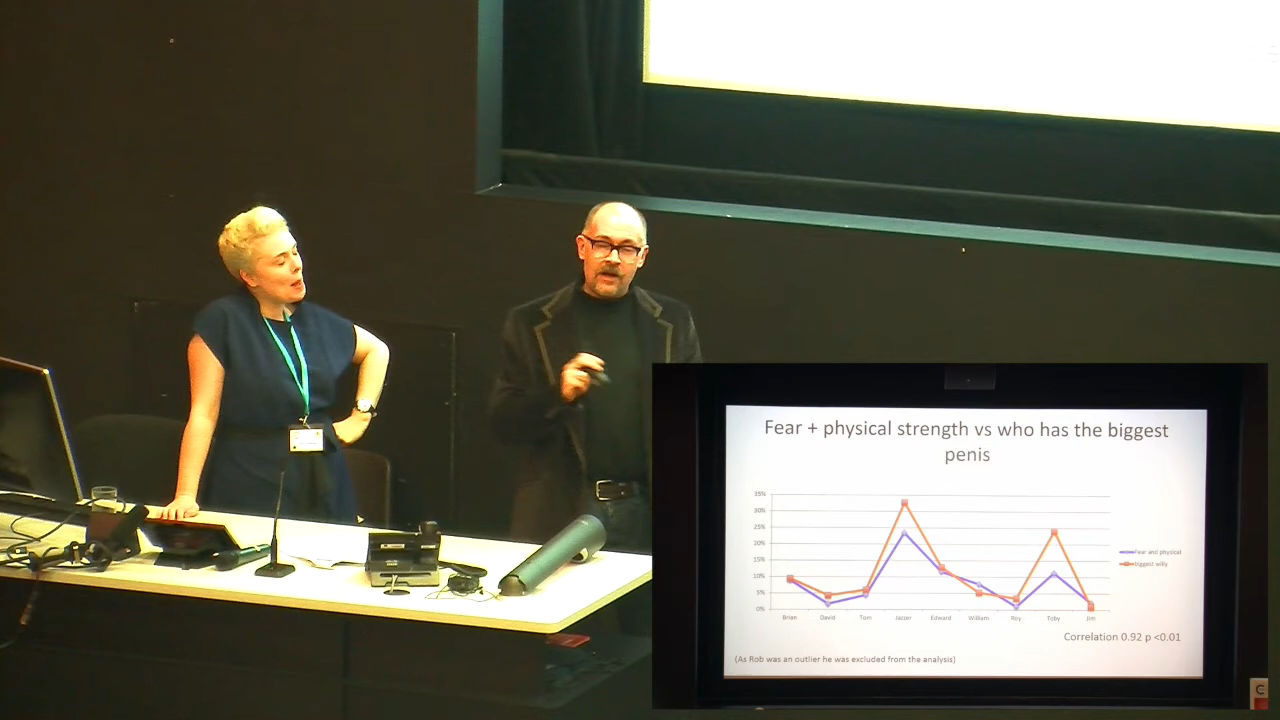 Fear + physical strength vs who has the biggest
penis
35%
30%
25%
20%
15%
10%
5%
0%
Brian David Tom Jacier Edward William Roy Toby Jim
Fear and physical
biggest willy
Correlation 0.92 p <0.01
(As Rob was an outlier he was excluded from the analysis)
C